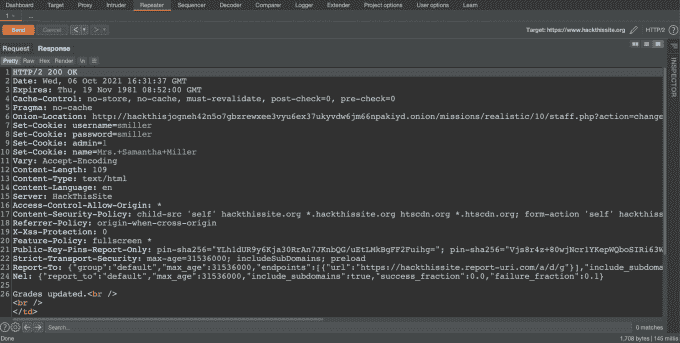 Dashboard Target Proxy Intruder Repeater Sequencer Decoder Comparer Logger Extender Project options User options Learn
1 × ...
Send Cancel < > Target: https://www.hackthissite.org HTTP/2
Request Response
Pretty Raw Hex Render \n
1 HTTP/2 200 OK
2 Date: Wed, 06 Oct 2021 16:31:37 GMT
3 Expires: Thu, 19 Nov 1981 08:52:00 GMT
4 Cache-Control: no-store, no-cache, must-revalidate, post-check=0, pre-check=0
5 Pragma: no-cache
6 Onion-Location: http://hackthisjogneh42n5o7gbzrewxee3vyu6ex37ukyvdw6jm66npakiyd.onion/missions/realistic/10/staff.php?action=change
7 Set-Cookie: username=smiller
8 Set-Cookie: password=smiller
9 Set-Cookie: admin=1
10 Set-Cookie: name=Mrs.+Samantha+Miller
11 Vary: Accept-Encoding
12 Content-Length: 109
13 Content-Type: text/html
14 Content-Language: en
15 Server: HackThisSite
16 Access-Control-Allow-Origin: *
17 Content-Security-Policy: child-src 'self' hackthissite.org *.hackthissite.org htscdn.org *.htscdn.org; form-action 'self' hackthiss
18 Referrer-Policy: origin-when-cross-origin
19 X-Xss-Protection: 0
20 Feature-Policy: fullscreen *
21 Public-Key-Pins-Report-Only: pin-sha256="YLh1dUR9y6Kja30RrAn7JKnbQG/uEtLMkBgFF2Fuihg="; pin-sha256="Vjs8r4z+80wjNcr1YKepWQboSIRi63W
22 Strict-Transport-Security: max-age=31536000; includeSubDomains; preload
23 Report-To: {"group":"default","max_age":31536000,"endpoints":[{"url":"https://hackthissite.report-uri.com/a/d/g"}],"include_subdoma
24 Nel: {"report_to":"default","max_age":31536000,"include_subdomains":true,"success_fraction":0.0,"failure_fraction":0.1}
25
26 Grades updated.<br />
<br />
</td>
INSPECTOR
Search... 0 matches
Done 1,708 bytes | 145 millis